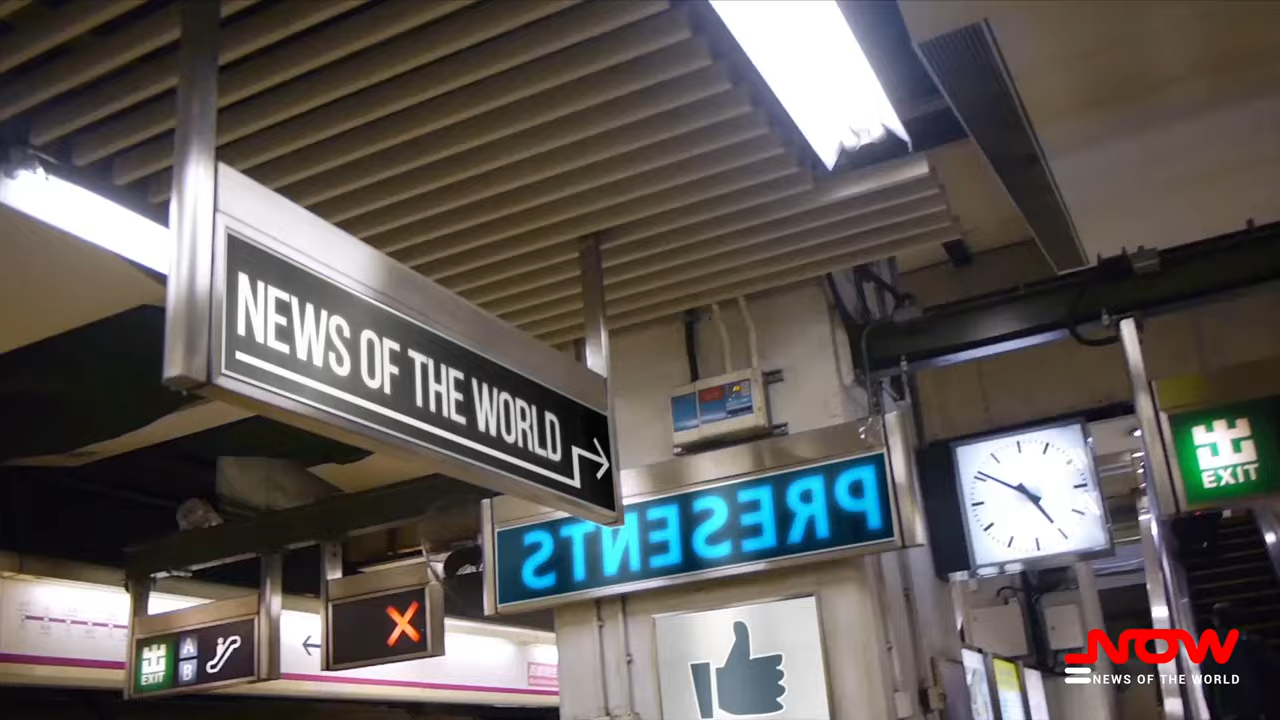 NEWS OF THE WORLD
PRESENTS
EXIT
EXIT
A
B
NOW
NEWS OF THE WORLD